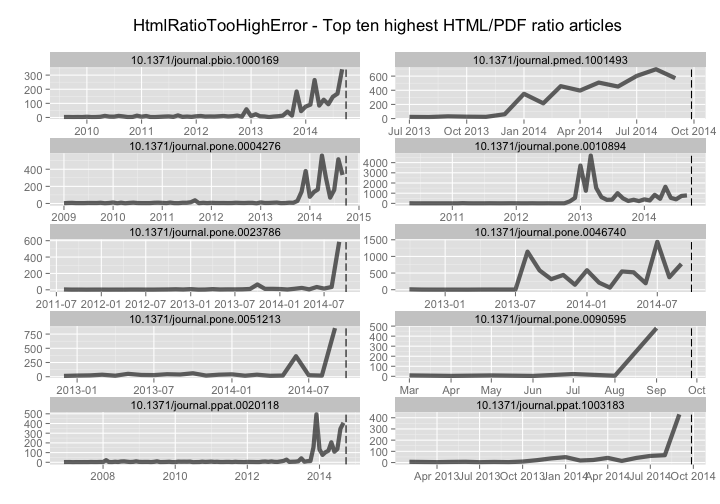 HtmlRatioTooHighError - Top ten highest HTML/PDF ratio articles
10.1371/journal.pbio.1000169
300
200
100
0
2010 2011 2012 2013 2014
10.1371/journal.pmed.1001493
600
400
200
0
Jul 2013 Oct 2013 Jan 2014 Apr 2014 Jul 2014 Oct 2014
10.1371/journal.pone.0004276
400
200
0
2009 2010 2011 2012 2013 2014 2015
10.1371/journal.pone.0010894
4000
3000
2000
1000
0
2011 2012 2013 2014
10.1371/journal.pone.0023786
600
400
200
0
2011-07 2012-01 2012-07 2013-01 2013-07 2014-01 2014-07
10.1371/journal.pone.0046740
1500
1000
500
0
2013-01 2013-07 2014-01 2014-07
10.1371/journal.pone.0051213
750
500
250
0
2013-01 2013-07 2014-01 2014-07
10.1371/journal.pone.0090595
500
400
300
200
100
0
Mar Apr May Jun Jul Aug Sep Oct
10.1371/journal.ppat.0020118
500
400
300
200
100
0
2008 2010 2012 2014
10.1371/journal.ppat.1003183
400
300
200
100
0
Apr 2013 Jul 2013 Oct 2013 Jan 2014 Apr 2014 Jul 2014 Oct 2014